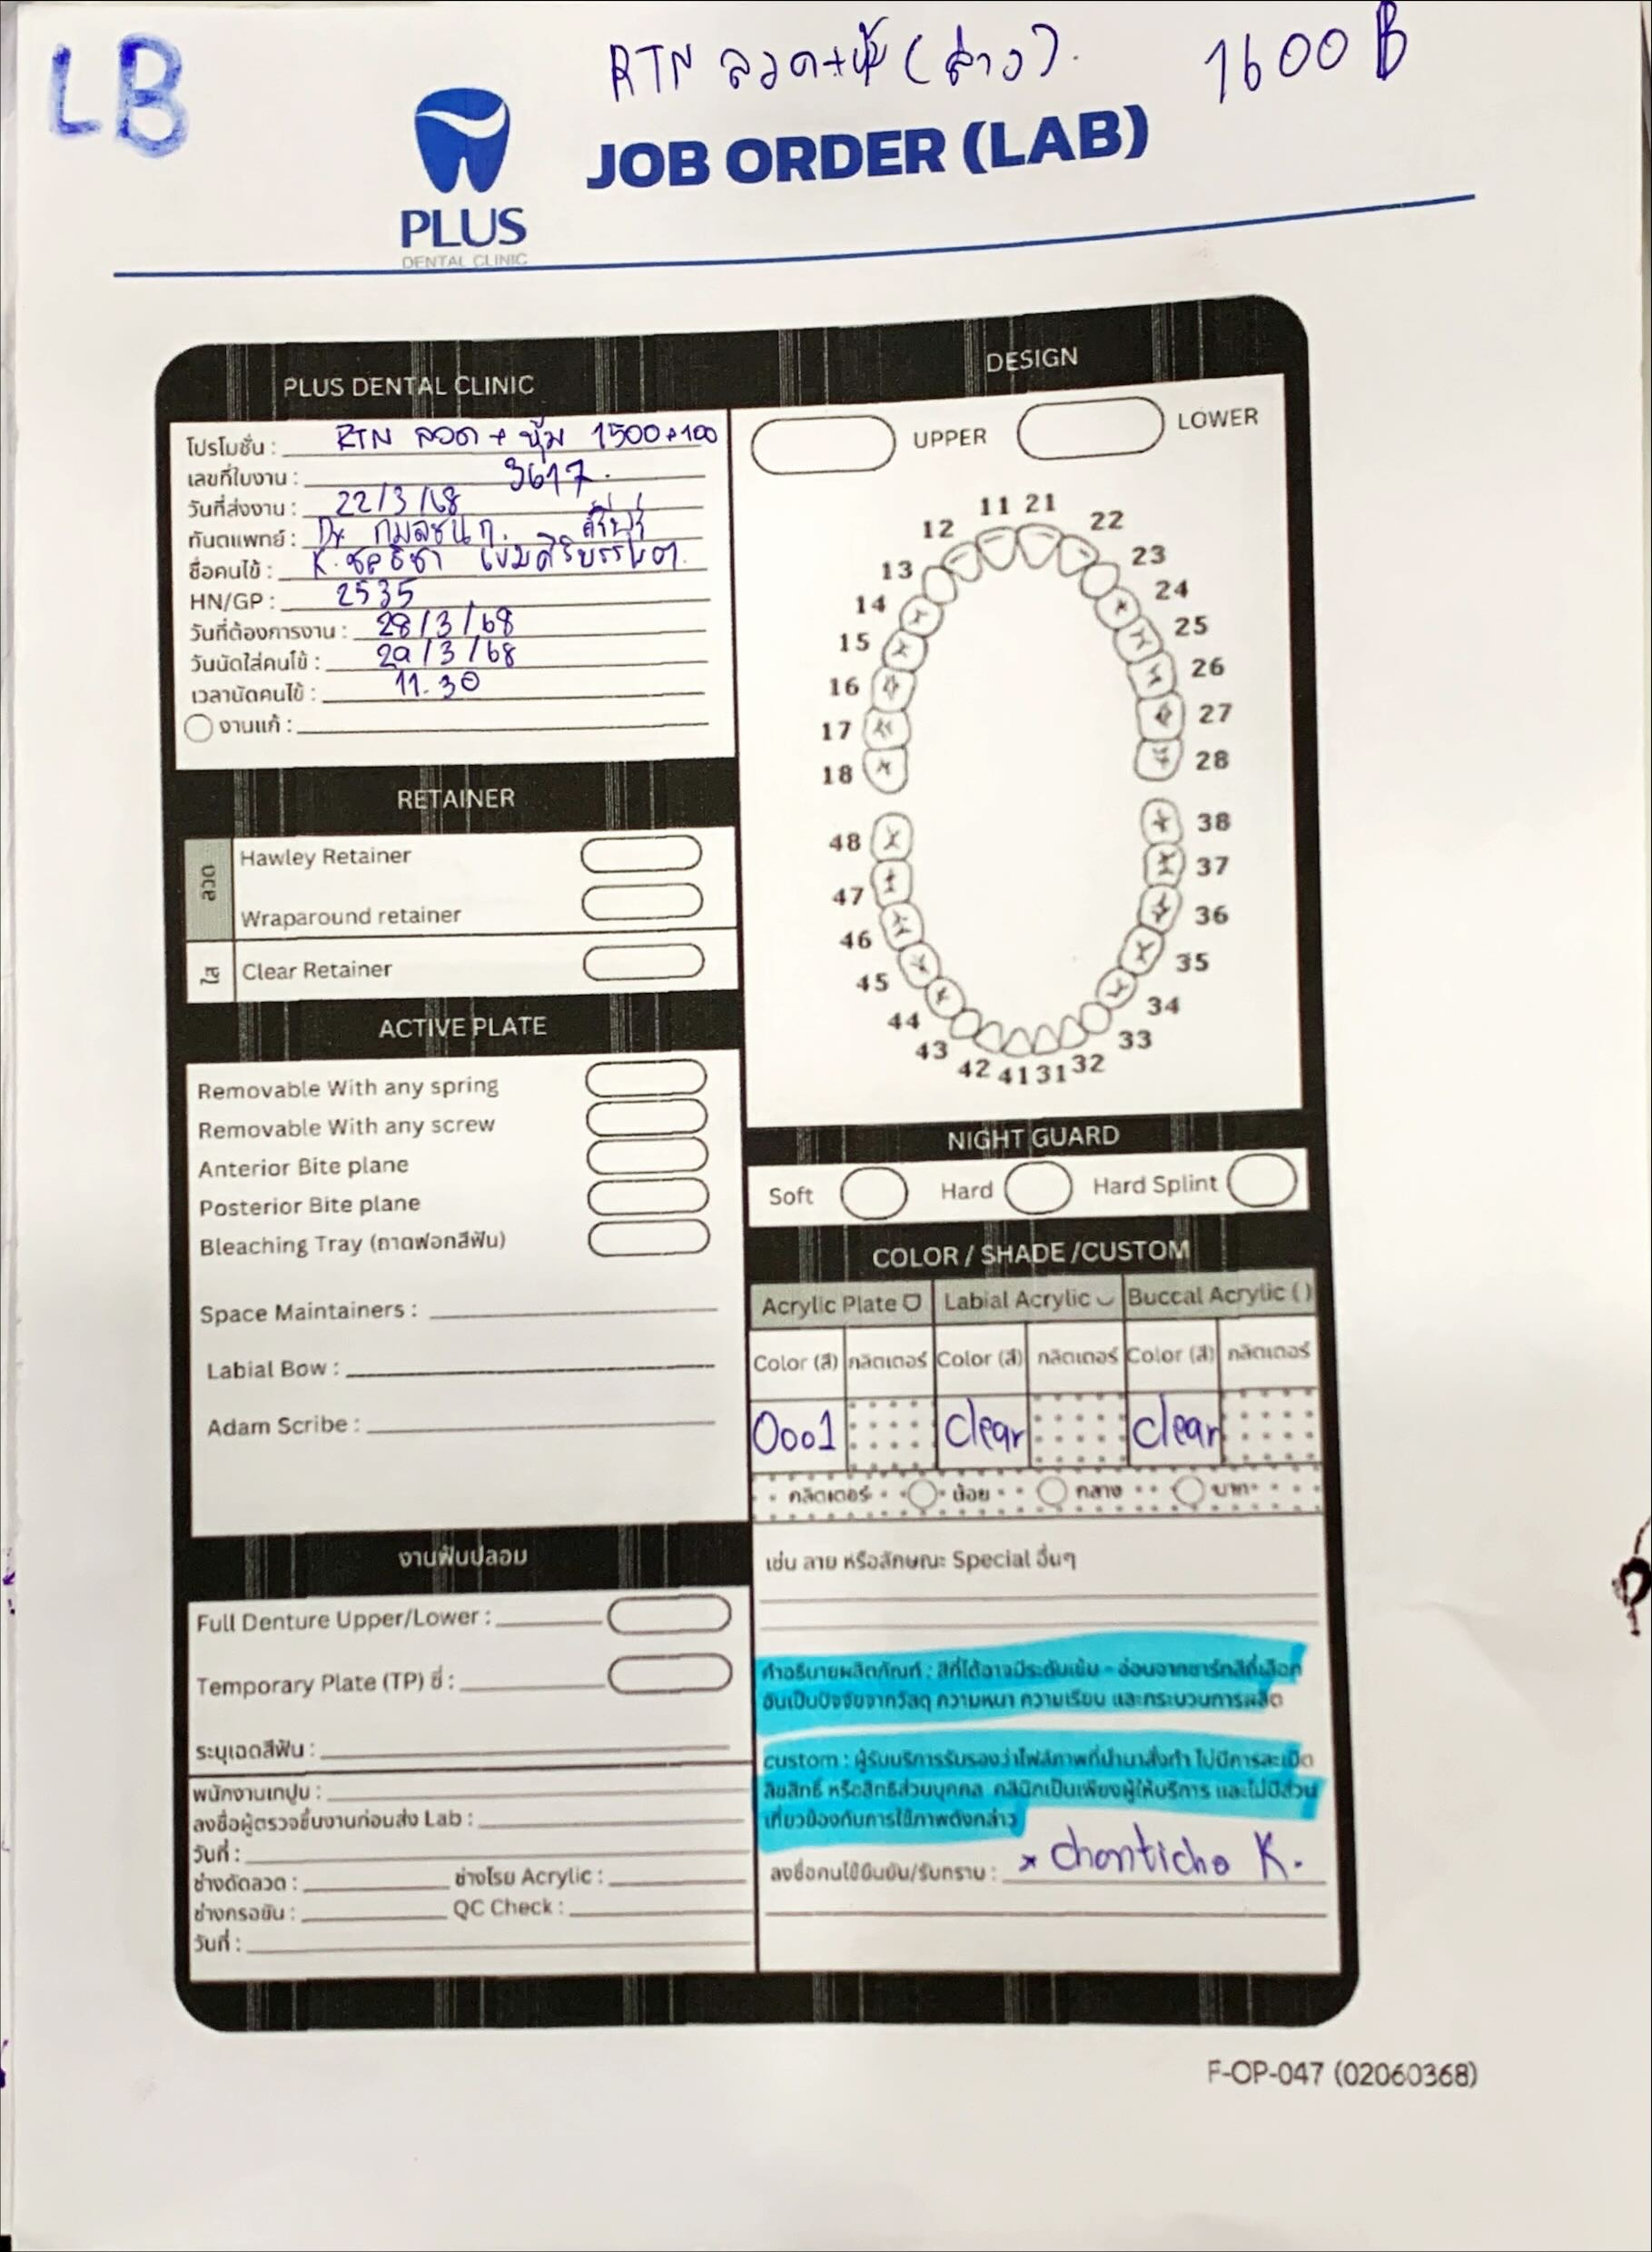 LB
RTN ลวด+หุ้ม (ล่าง). 1600 B
JOB ORDER (LAB)
PLUS
DENTAL CLINIC
PLUS DENTAL CLINIC
โปรโมชั่น : RTN ลวด + หุ้ม 1500+100
เลขที่ใบงาน : 3617.
วันที่ส่งงาน : 22/3/68
ทันตแพทย์ : Dr. กมลชนก.
ชื่อคนไข้ : K. ชลธิชา
HN/GP : 2535
วันที่ต้องการงาน : 28/3/68
วันนัดใส่คนไข้ : 29/3/68
เวลานัดคนไข้ : 11.30
งานแก้ :
RETAINER
ลวด
Hawley Retainer
Wraparound retainer
ใส
Clear Retainer
ACTIVE PLATE
Removable With any spring
Removable With any screw
Anterior Bite plane
Posterior Bite plane
Bleaching Tray (ถาดฟอกสีฟัน)
Space Maintainers :
Labial Bow :
Adam Scribe :
งานฟันปลอม
Full Denture Upper/Lower :
Temporary Plate (TP) ซี่ :
ระบุเฉดสีฟัน :
พนักงานเทปูน :
ลงชื่อผู้ตรวจชิ้นงานก่อนส่ง Lab :
วันที่ :
ช่างดัดลวด : ช่างโรย Acrylic :
ช่างกรอขัน : QC Check :
วันที่ :
DESIGN
UPPER LOWER
11 21
12 22
13 23
14 24
15 25
16 26
17 27
18 28
48 38
47 37
46 36
45 35
44 34
43 33
42 41 31 32
NIGHT GUARD
Soft Hard Hard Splint
COLOR / SHADE /CUSTOM
Acrylic Plate Labial Acrylic Buccal Acrylic ( )
Color (สี) กลิตเตอร์ Color (สี) กลิตเตอร์ Color (สี) กลิตเตอร์
0001 Clear Clear
กลิตเตอร์ น้อย กลาง มาก
เช่น ลาย หรือลักษณะ Special อื่นๆ
คำอธิบายผลิตภัณฑ์ : สีที่ได้อาจมีระดับเข้ม - อ่อนจากชาร์ทสีที่เลือก
อันเป็นปัจจัยจากวัสดุ ความหนา ความเรียบ และกระบวนการผลิต
custom : ผู้รับบริการรับรองว่าไฟล์ภาพที่นำมาสั่งทำ ไม่มีการละเมิด
ลิขสิทธิ์ หรือสิทธิส่วนบุคคล คลินิกเป็นเพียงผู้ให้บริการ และไม่มีส่วน
เกี่ยวข้องกับการใช้ภาพดังกล่าว
ลงชื่อคนไข้ยืนยัน/รับทราบ : × Chonticha K.
F-OP-047 (02060368)